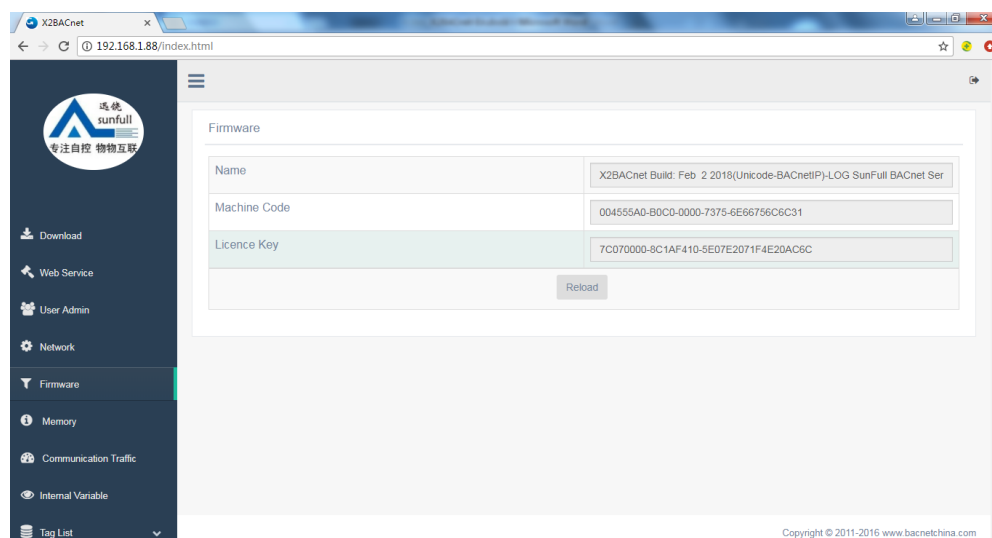 X2BACnet
192.168.1.88/index.html
迅饶
sunfull
专注自控 物物互联
Download
Web Service
User Admin
Network
Firmware
Memory
Communication Traffic
Internal Variable
Tag List
Firmware
Name
X2BACnet Build: Feb 2 2018(Unicode-BACnetIP)-LOG SunFull BACnet Ser
Machine Code
004555A0-B0C0-0000-7375-6E66756C6C31
Licence Key
7C070000-8C1AF410-5E07E2071F4E20AC6C
Reload
Copyright © 2011-2016 www.bacnetchina.com